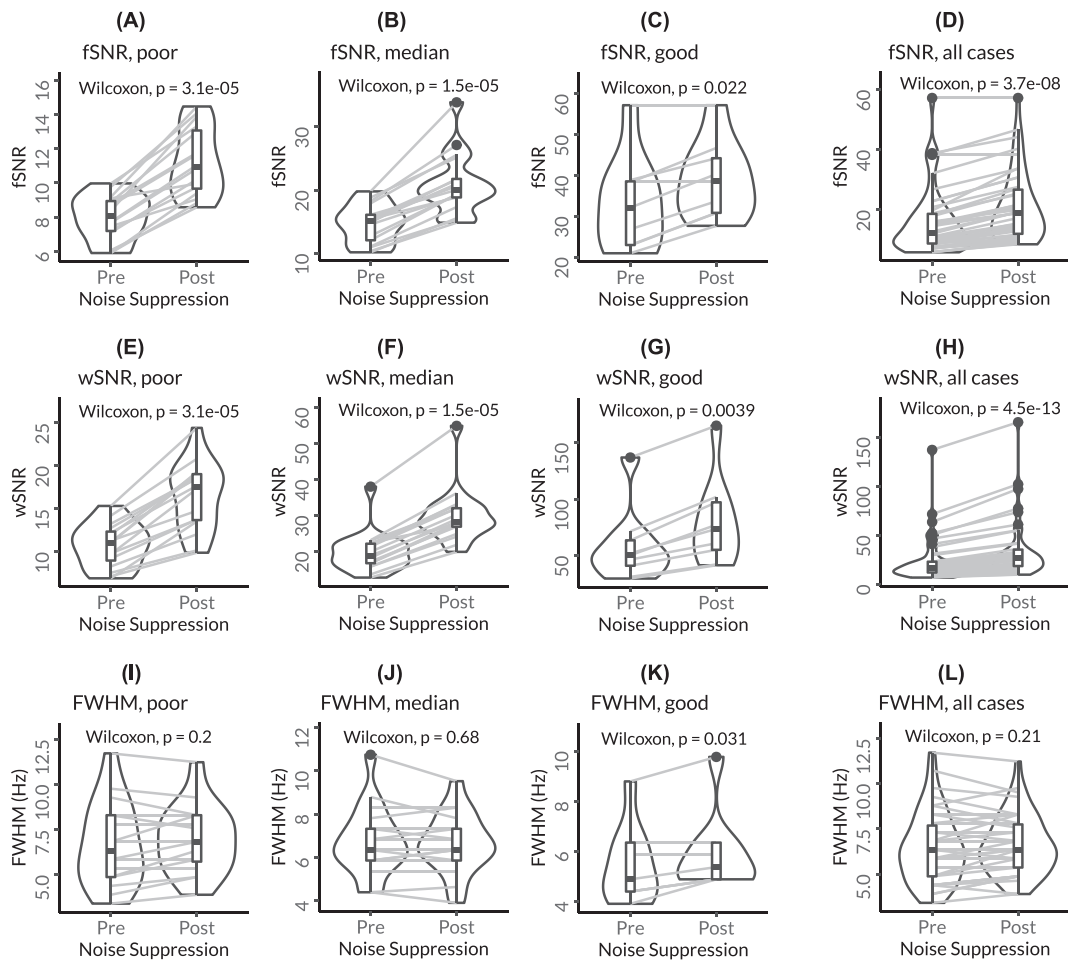 (A)
fSNR, poor
Wilcoxon, p = 3.1e-05
16
14
12
10
8
6
fSNR
Pre
Post
Noise Suppression
(B)
fSNR, median
Wilcoxon, p = 1.5e-05
30
20
10
fSNR
Pre
Post
Noise Suppression
(C)
fSNR, good
Wilcoxon, p = 0.022
60
50
40
30
20
fSNR
Pre
Post
Noise Suppression
(D)
fSNR, all cases
Wilcoxon, p = 3.7e-08
60
40
20
fSNR
Pre
Post
Noise Suppression
(E)
wSNR, poor
Wilcoxon, p = 3.1e-05
25
20
15
10
wSNR
Pre
Post
Noise Suppression
(F)
wSNR, median
Wilcoxon, p = 1.5e-05
60
50
40
30
20
wSNR
Pre
Post
Noise Suppression
(G)
wSNR, good
Wilcoxon, p = 0.0039
150
100
50
wSNR
Pre
Post
Noise Suppression
(H)
wSNR, all cases
Wilcoxon, p = 4.5e-13
150
100
50
0
wSNR
Pre
Post
Noise Suppression
(I)
FWHM, poor
Wilcoxon, p = 0.2
12.5
10.0
7.5
5.0
FWHM (Hz)
Pre
Post
Noise Suppression
(J)
FWHM, median
Wilcoxon, p = 0.68
12
10
8
6
4
FWHM (Hz)
Pre
Post
Noise Suppression
(K)
FWHM, good
Wilcoxon, p = 0.031
10
8
6
4
FWHM (Hz)
Pre
Post
Noise Suppression
(L)
FWHM, all cases
Wilcoxon, p = 0.21
12.5
10.0
7.5
5.0
FWHM (Hz)
Pre
Post
Noise Suppression